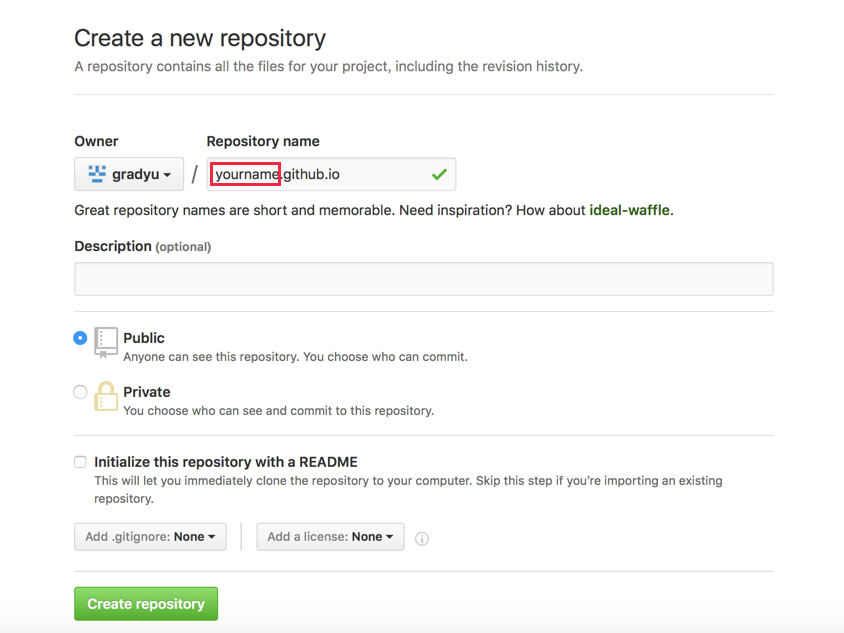 Create a new repository
A repository contains all the files for your project, including the revision history.
Owner Repository name
gradyu / yourname.github.io
Great repository names are short and memorable. Need inspiration? How about ideal-waffle.
Description (optional)
Public
Anyone can see this repository. You choose who can commit.
Private
You choose who can see and commit to this repository.
Initialize this repository with a README
This will let you immediately clone the repository to your computer. Skip this step if you're importing an existing
repository.
Add .gitignore: None Add a license: None
Create repository